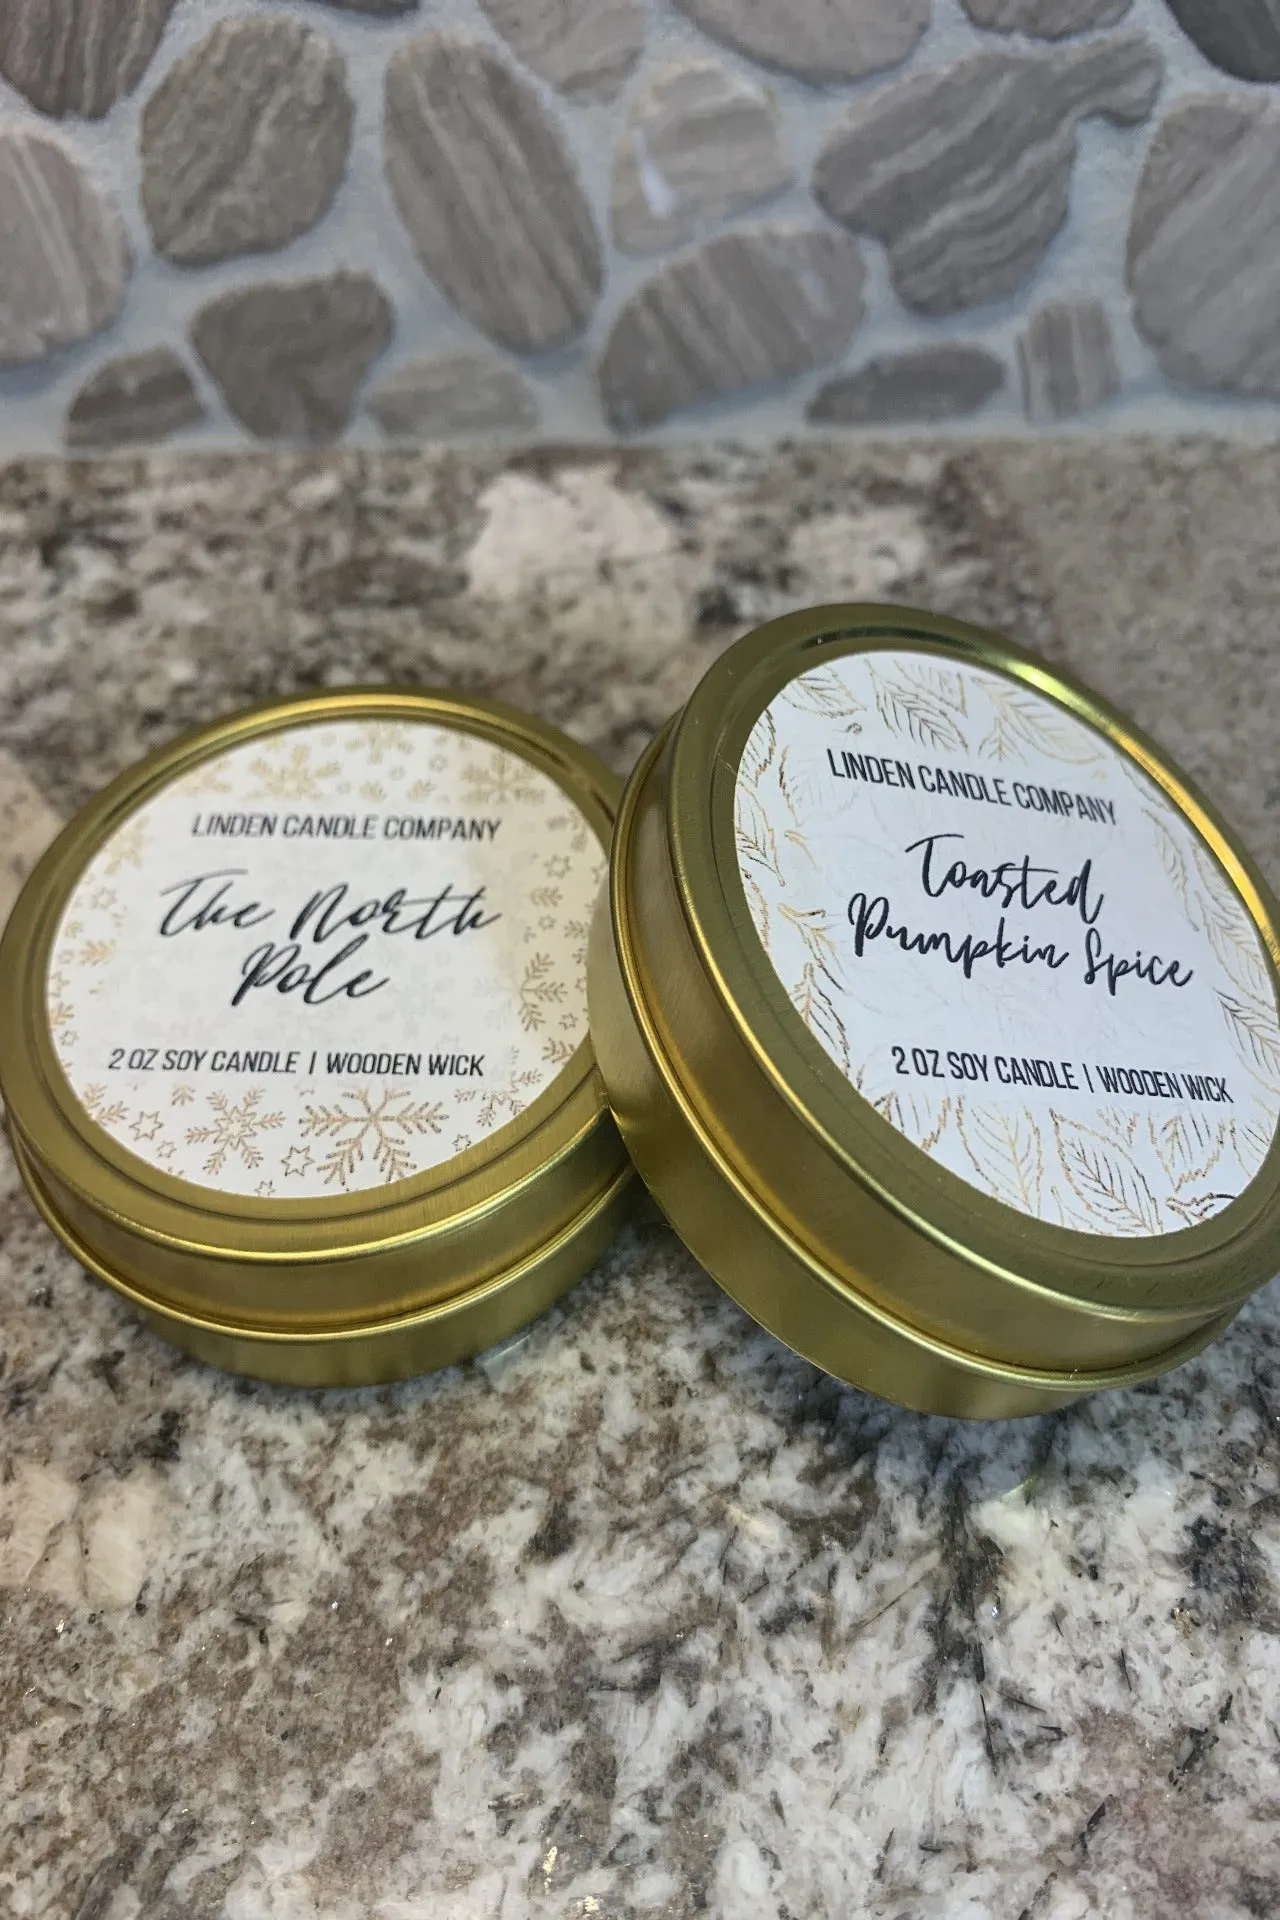 LINDEN CANDLE COMPANY
The North
Pole
2 OZ SOY CANDLE | WOODEN WICK
LINDEN CANDLE COMPANY
Toasted
Pumpkin Spice
2 OZ SOY CANDLE | WOODEN WICK